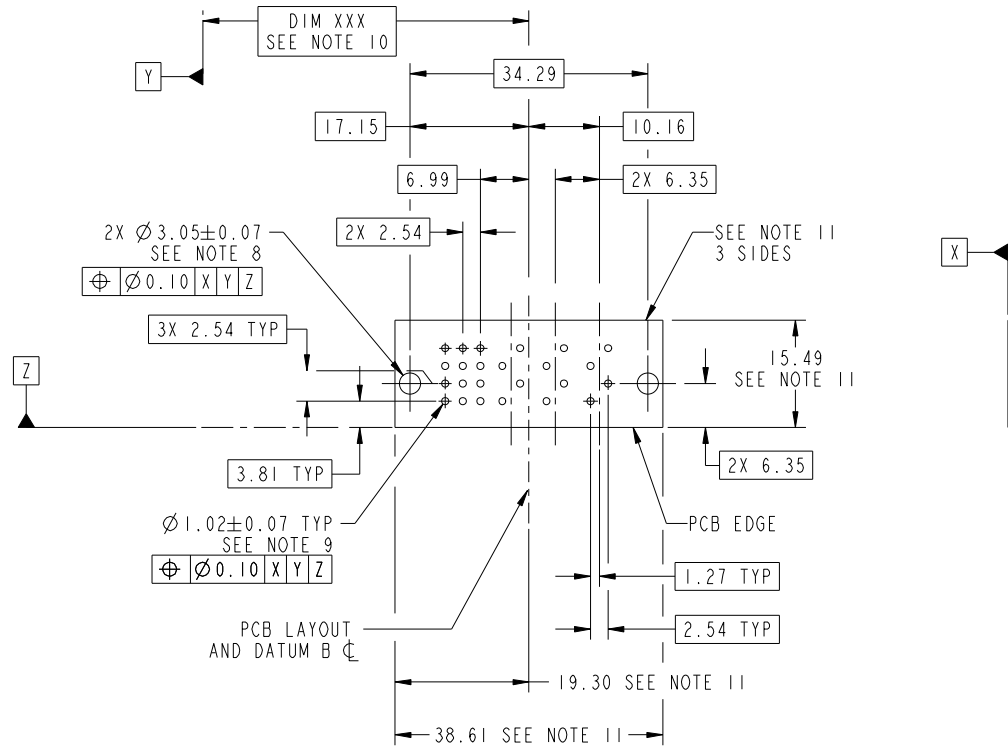 DIM XXX
SEE NOTE 10
Y
34.29
17.15
10.16
6.99
2X 6.35
2X 2.54
2X Ø3.05±0.07
SEE NOTE 8
⌖ Ø0.10 X Y Z
SEE NOTE 11
3 SIDES
X
3X 2.54 TYP
Z
15.49
SEE NOTE 11
3.81 TYP
2X 6.35
Ø1.02±0.07 TYP
SEE NOTE 9
⌖ Ø0.10 X Y Z
PCB EDGE
1.27 TYP
2.54 TYP
PCB LAYOUT
AND DATUM B ℄
19.30 SEE NOTE 11
38.61 SEE NOTE 11